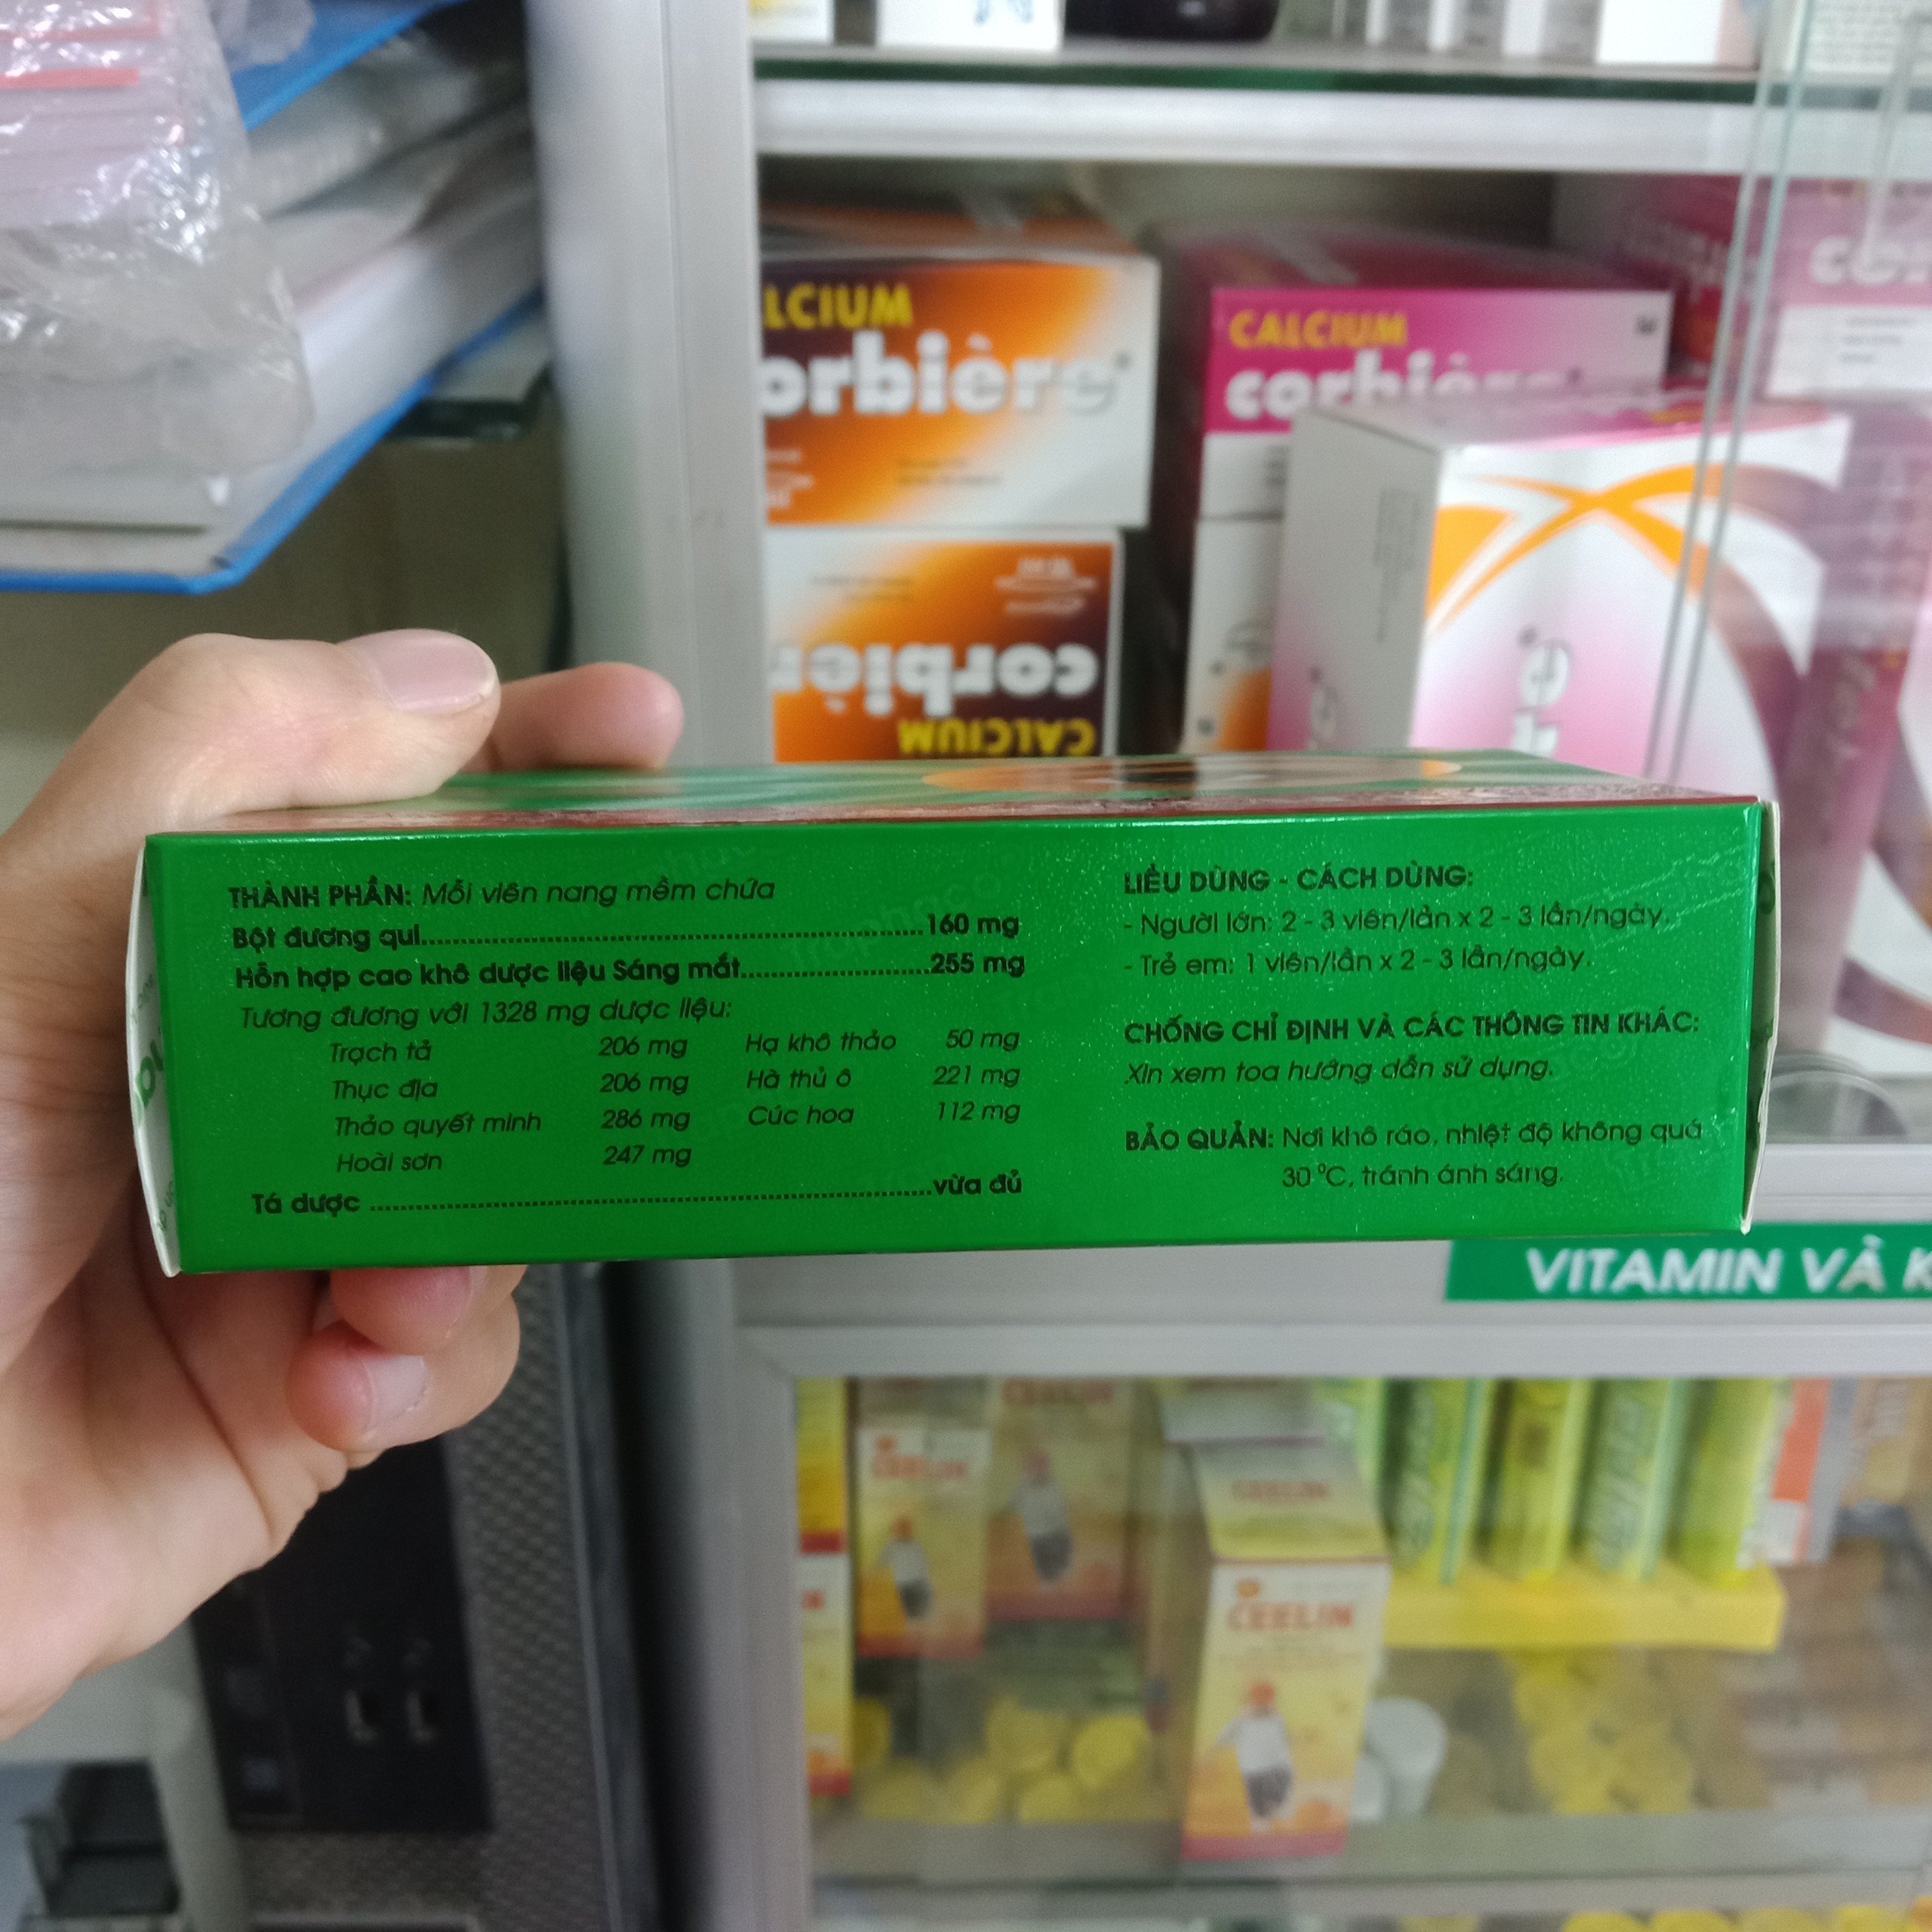 LCIUM
orbière
CALCIUM
corbière
CALCIUM
THÀNH PHẦN: Mỗi viên nang mềm chứa
Bột đương qui..........160 mg
Hỗn hợp cao khô dược liệu Sáng mắt..........255 mg
Tương đương với 1328 mg dược liệu:
Trạch tả 206 mg Hạ khô thảo 50 mg
Thục địa 206 mg Hà thủ ô 221 mg
Thảo quyết minh 286 mg Cúc hoa 112 mg
Hoài sơn 247 mg
Tá dược ..........vừa đủ
LIỀU DÙNG - CÁCH DÙNG:
- Người lớn: 2 - 3 viên/lần x 2 - 3 lần/ngày.
- Trẻ em: 1 viên/lần x 2 - 3 lần/ngày.
CHỐNG CHỈ ĐỊNH VÀ CÁC THÔNG TIN KHÁC:
Xin xem toa hướng dẫn sử dụng.
BẢO QUẢN: Nơi khô ráo, nhiệt độ không quá
30 °C, tránh ánh sáng.
VITAMIN VÀ K
CEELIN
CEELIN
CEELIN